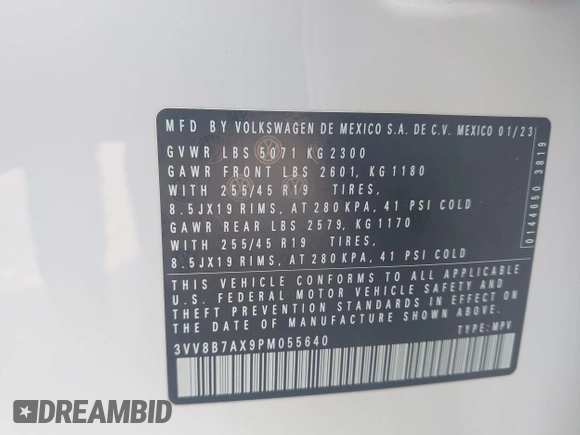 MFD BY VOLKSWAGEN DE MEXICO S.A. DE C.V. MEXICO 01/23
GVWR LBS 5071 KG 2300
GAWR FRONT LBS 2601, KG 1180
WITH 255/45 R19 TIRES,
8.5JX19 RIMS, AT 280 KPA, 41 PSI COLD
GAWR REAR LBS 2579, KG 1170
WITH 255/45 R19 TIRES,
8.5JX19 RIMS, AT 280 KPA, 41 PSI COLD
THIS VEHICLE CONFORMS TO ALL APPLICABLE
U.S. FEDERAL MOTOR VEHICLE SAFETY AND
THEFT PREVENTION STANDARDS IN EFFECT ON
THE DATE OF MANUFACTURE SHOWN ABOVE.
3VV8B7AX9PM055640 TYPE: MPV
0144650 3819
DREAMBID